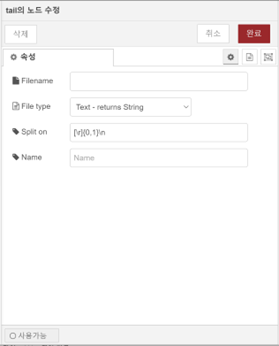 tail의 노드 수정
삭제
취소
완료
속성
Filename
File type
Text - returns String
Split on
[\r]{0,1}\n
Name
Name
사용가능